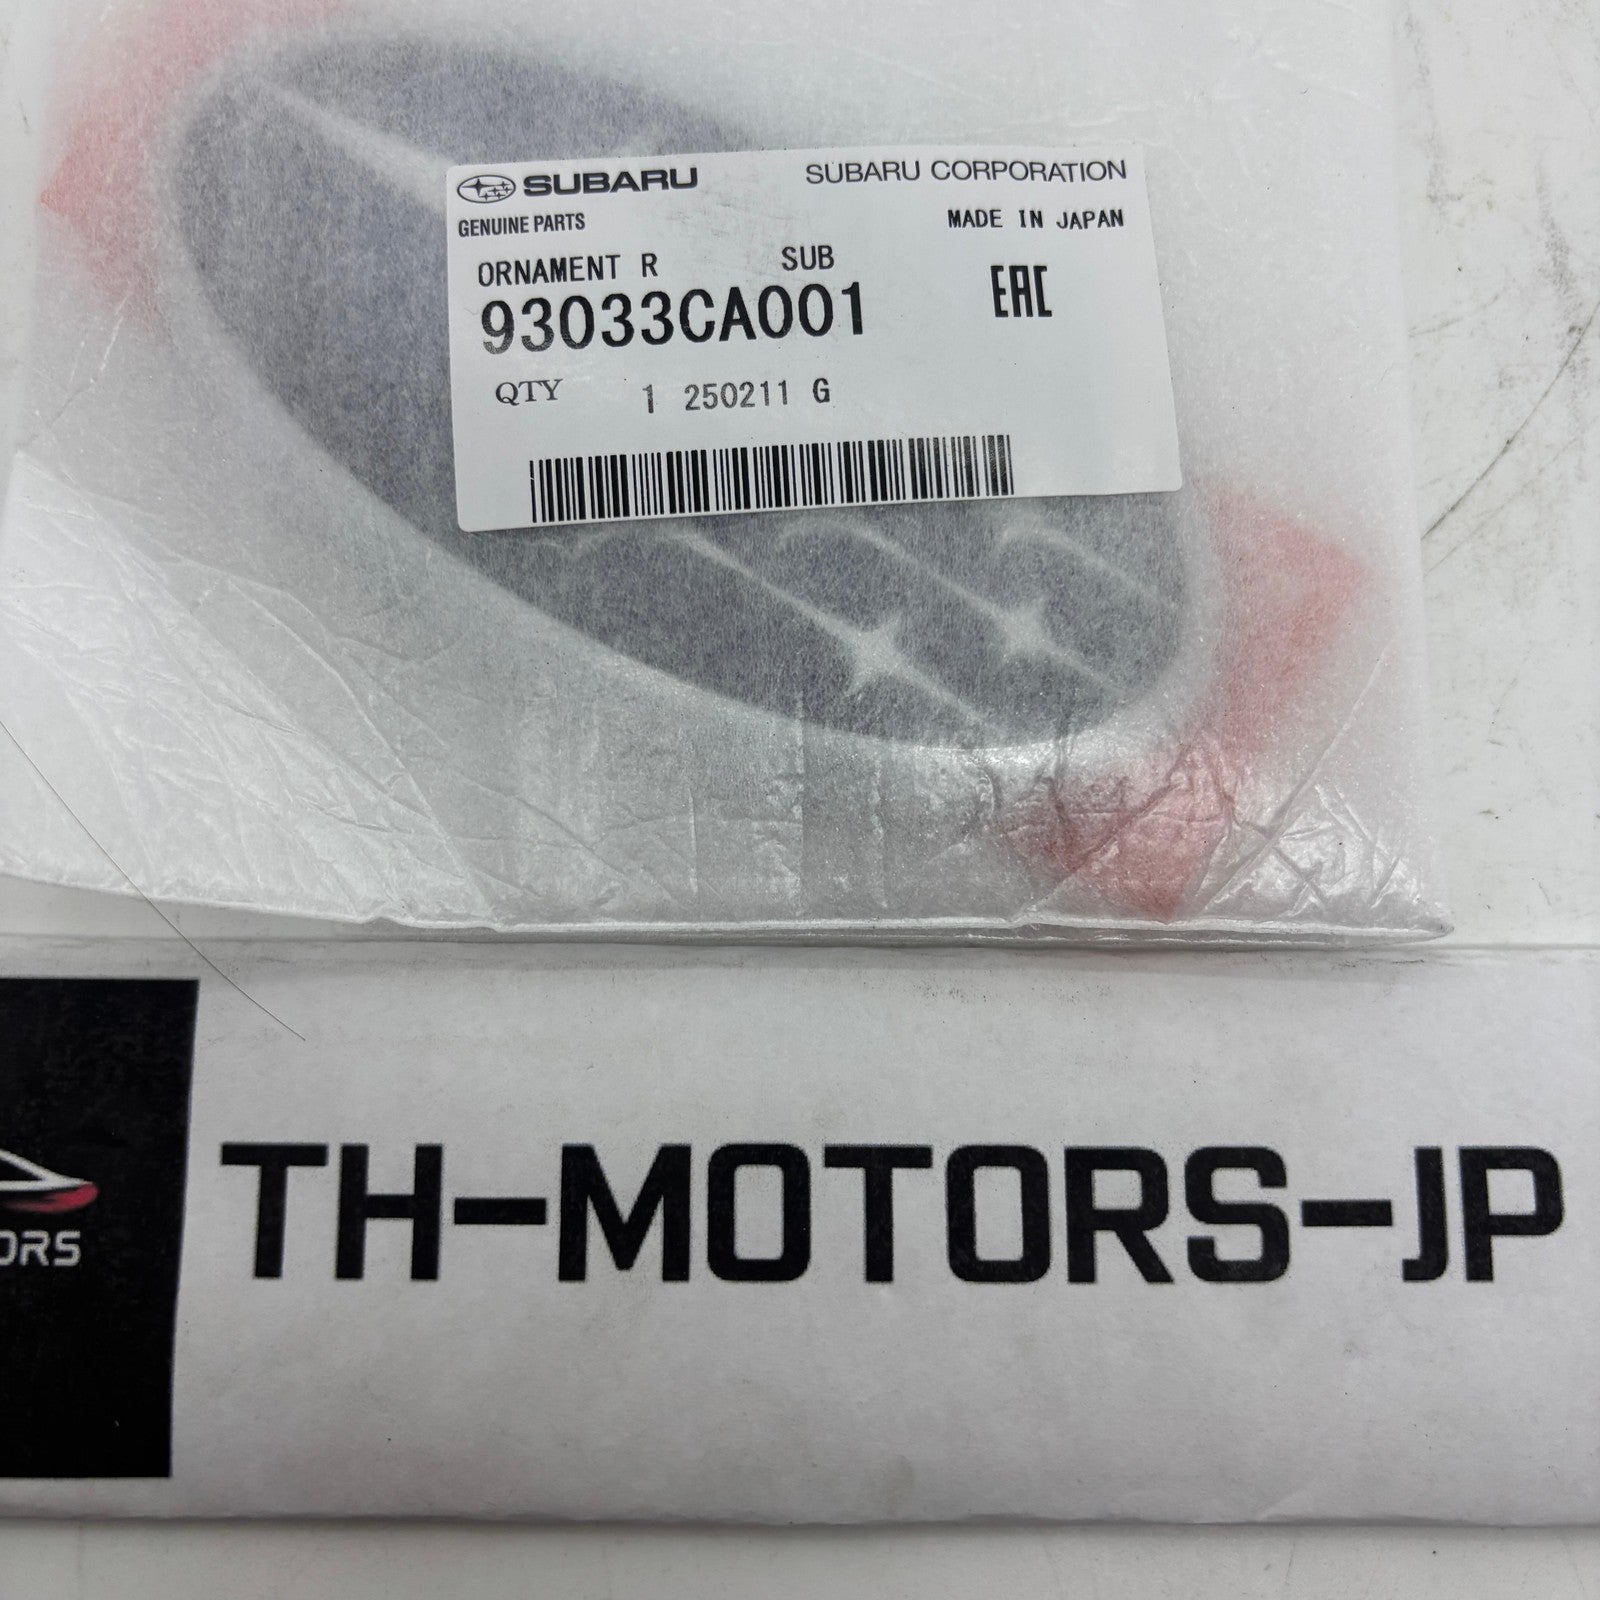 SUBARU SUBARU CORPORATION
GENUINE PARTS MADE IN JAPAN
ORNAMENT R SUB
EAC
93033CA001
QTY 1 250211 G
TH-MOTORS-JP
ORS